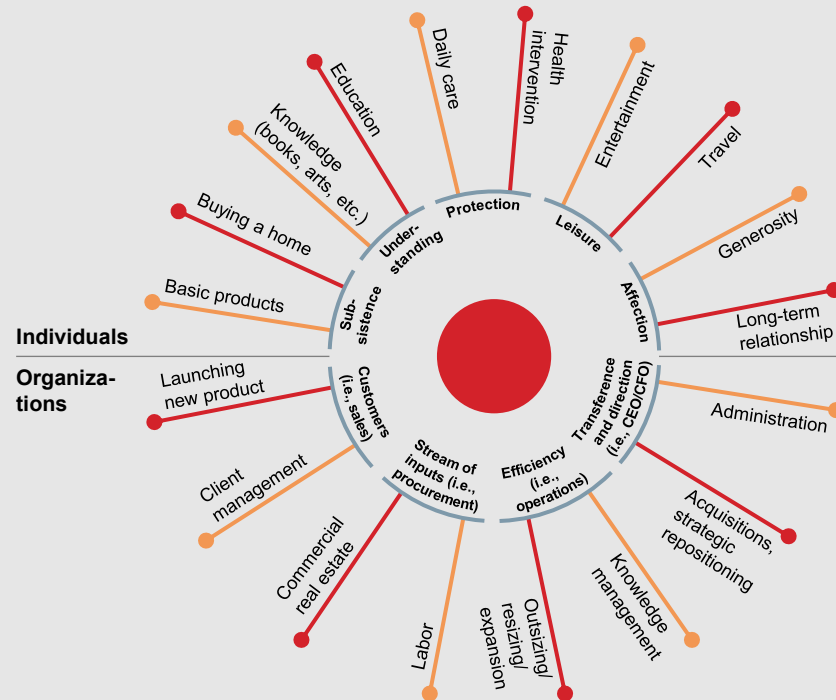 Individuals
Organiza-
tions
Basic products
Buying a home
Knowledge
(books, arts, etc.)
Education
Daily care
Health
intervention
Entertainment
Travel
Generosity
Long-term
relationship
Sub-
sistence
Under-
standing
Protection
Leisure
Affection
Customers
(i.e., sales)
Stream of
inputs (i.e.,
procurement)
Efficiency
(i.e.,
operations)
Transference
and direction
(i.e., CEO/CFO)
Launching
new product
Client
management
Commercial
real estate
Labor
Outsizing/
resizing/
expansion
Knowledge
management
Acquisitions,
strategic
repositioning
Administration